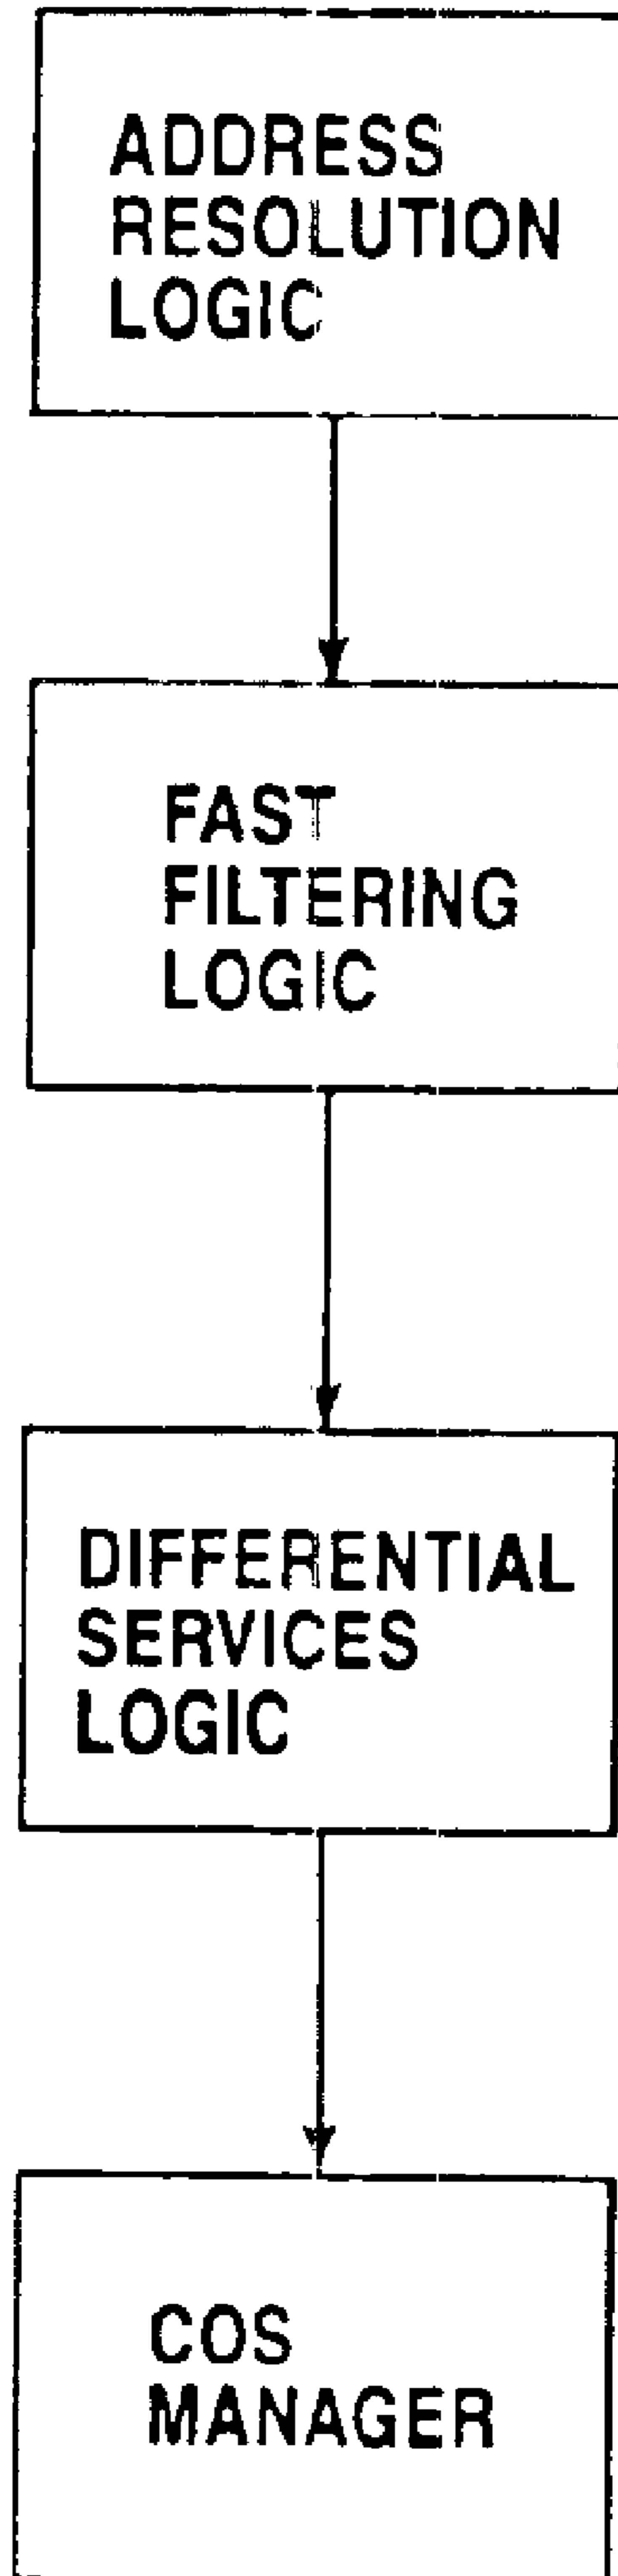 ADDRESS
RESOLUTION
LOGIC
FAST
FILTERING
LOGIC
DIFFERENTIAL
SERVICES
LOGIC
COS
MANAGER